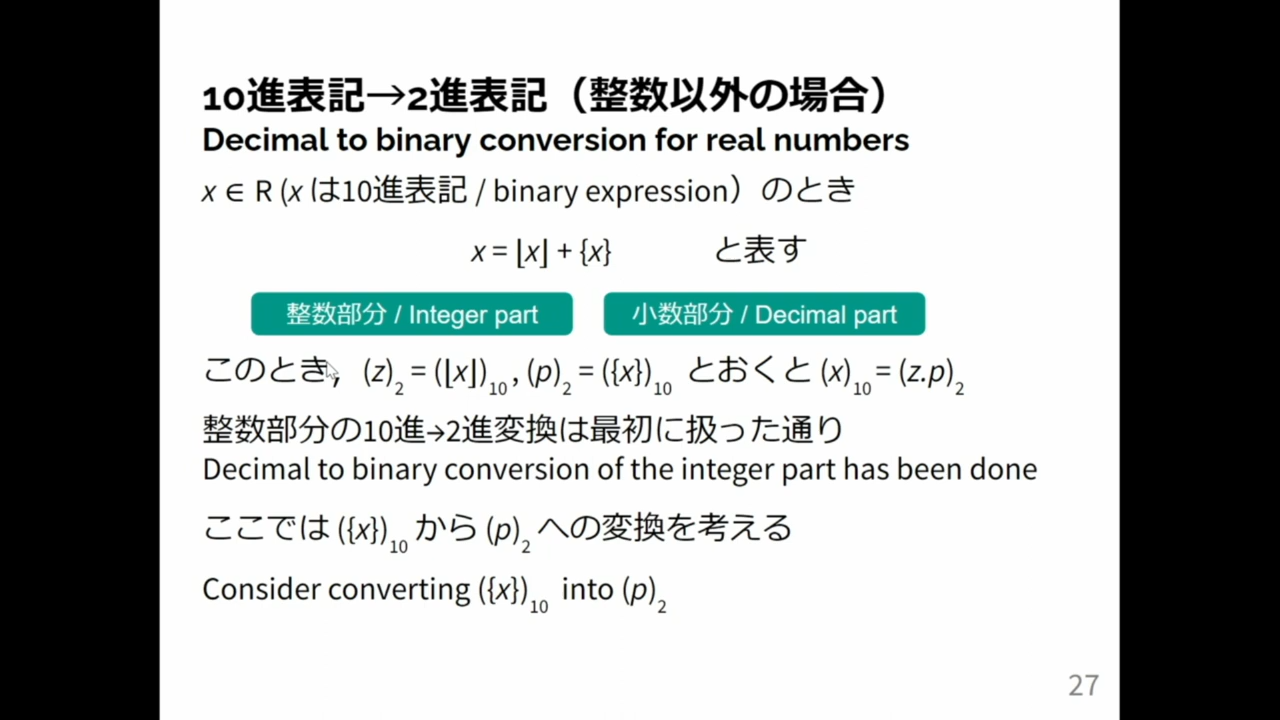 10進表記→2進表記（整数以外の場合）
Decimal to binary conversion for real numbers
x ∈ R (x は10進表記 / binary expression）のとき
x = ⌊x⌋ + {x} と表す
整数部分 / Integer part 小数部分 / Decimal part
このとき，(z)₂ = (⌊x⌋)₁₀ , (p)₂ = ({x})₁₀ とおくと (x)₁₀ = (z.p)₂
整数部分の10進→2進変換は最初に扱った通り
Decimal to binary conversion of the integer part has been done
ここでは ({x})₁₀ から (p)₂ への変換を考える
Consider converting ({x})₁₀ into (p)₂
27